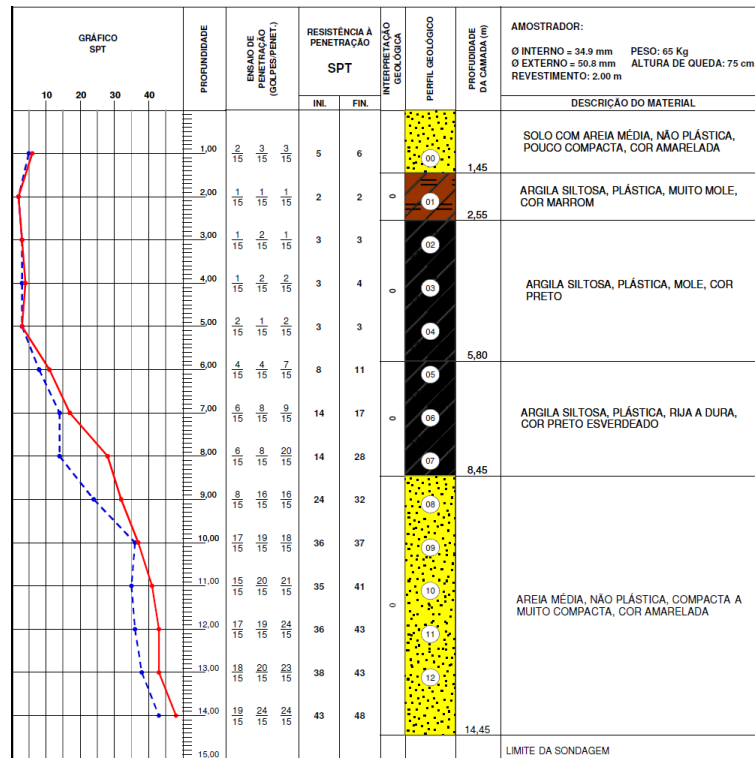 GRÁFICO
SPT
10 20 30 40
PROFUNDIDADE
ENSAIO DE
PENETRAÇÃO
(GOLPES/PENET.)
RESISTÊNCIA À
PENETRAÇÃO
SPT
INI. FIN.
INTERPRETAÇÃO
GEOLÓGICA
PERFIL GEOLÓGICO
PROFUDIDADE
DA CAMADA (m)
AMOSTRADOR:
Ø INTERNO = 34.9 mm PESO: 65 Kg
Ø EXTERNO = 50.8 mm ALTURA DE QUEDA: 75 cm
REVESTIMENTO: 2.00 m
DESCRIÇÃO DO MATERIAL
1,00 2/15 3/15 3/15 5 6
2,00 1/15 1/15 1/15 2 2
3,00 1/15 2/15 1/15 3 3
4,00 1/15 2/15 2/15 3 4
5,00 2/15 1/15 2/15 3 3
6,00 4/15 4/15 7/15 8 11
7,00 6/15 8/15 9/15 14 17
8,00 6/15 8/15 20/15 14 28
9,00 8/15 16/15 16/15 24 32
10,00 17/15 19/15 18/15 36 37
11,00 15/15 20/15 21/15 35 41
12,00 17/15 19/15 24/15 36 43
13,00 18/15 20/15 23/15 38 43
14,00 19/15 24/15 24/15 43 48
15,00
00
1,45
SOLO COM AREIA MÉDIA, NÃO PLÁSTICA,
POUCO COMPACTA, COR AMARELADA
0
01
2,55
ARGILA SILTOSA, PLÁSTICA, MUITO MOLE,
COR MARROM
0
02
03
04
5,80
ARGILA SILTOSA, PLÁSTICA, MOLE, COR
PRETO
0
05
06
07
8,45
ARGILA SILTOSA, PLÁSTICA, RIJA A DURA,
COR PRETO ESVERDEADO
0
08
09
10
11
12
14,45
AREIA MÉDIA, NÃO PLÁSTICA, COMPACTA A
MUITO COMPACTA, COR AMARELADA
LIMITE DA SONDAGEM